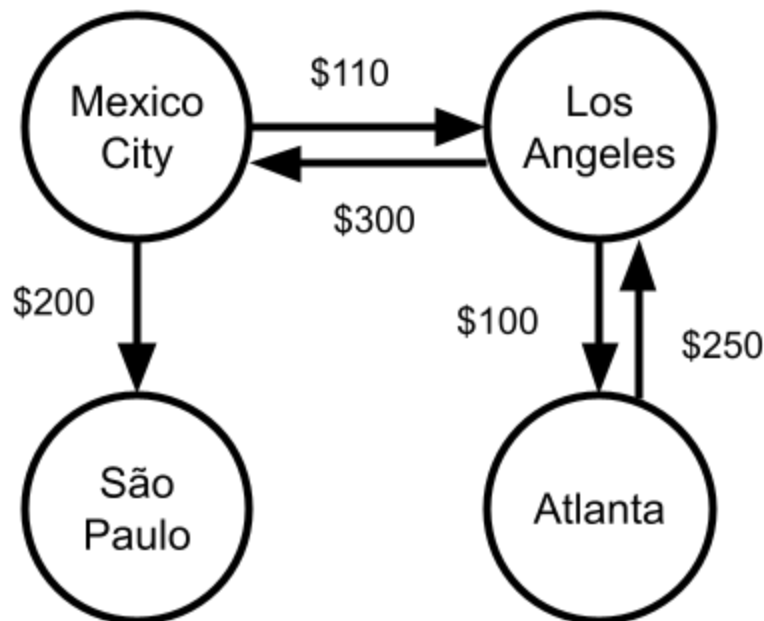 Mexico
City
$110
Los
Angeles
$300
$200
$100
$250
São
Paulo
Atlanta